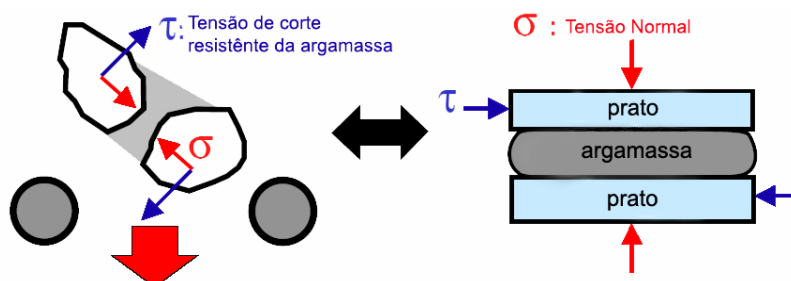 τ: Tensão de corte
resistênte da argamassa
σ
σ : Tensão Normal
τ
prato
argamassa
prato